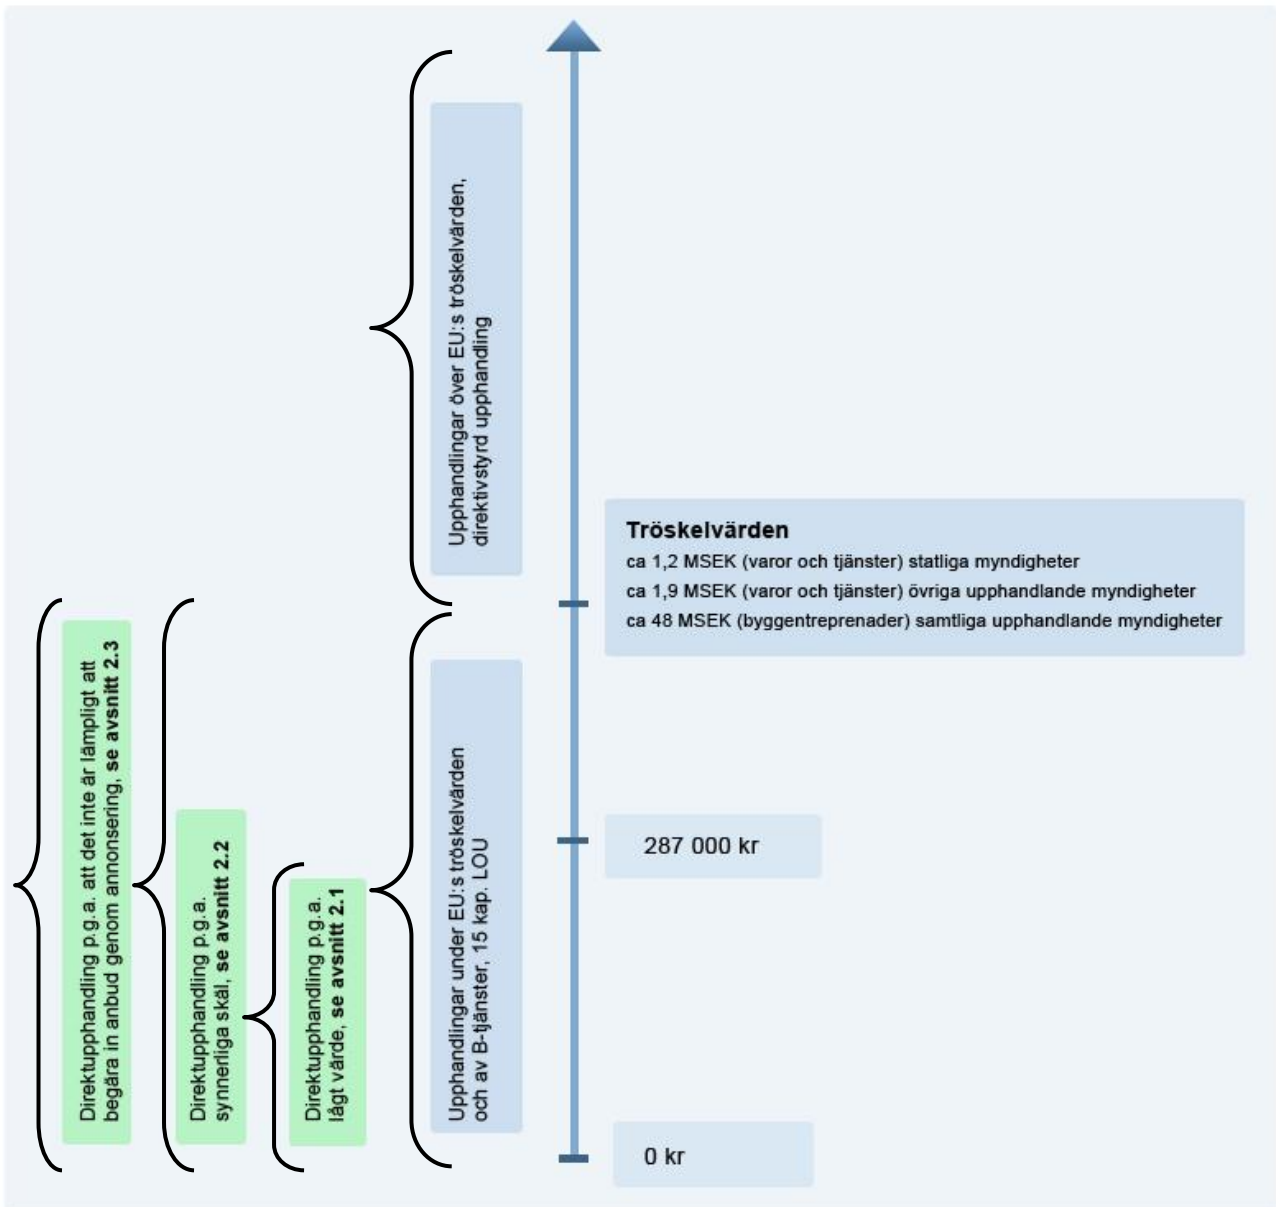 Upphandlingar över EU:s tröskelvärden,
direktivstyrd upphandling
Tröskelvärden
ca 1,2 MSEK (varor och tjänster) statliga myndigheter
ca 1,9 MSEK (varor och tjänster) övriga upphandlande myndigheter
ca 48 MSEK (byggentreprenader) samtliga upphandlande myndigheter
Direktupphandling p.g.a. att det inte är lämpligt att
begära in anbud genom annonsering, se avsnitt 2.3
Direktupphandling p.g.a.
synnerliga skäl, se avsnitt 2.2
Direktupphandling p.g.a.
lågt värde, se avsnitt 2.1
Upphandlingar under EU:s tröskelvärden
och av B-tjänster, 15 kap. LOU
287 000 kr
0 kr